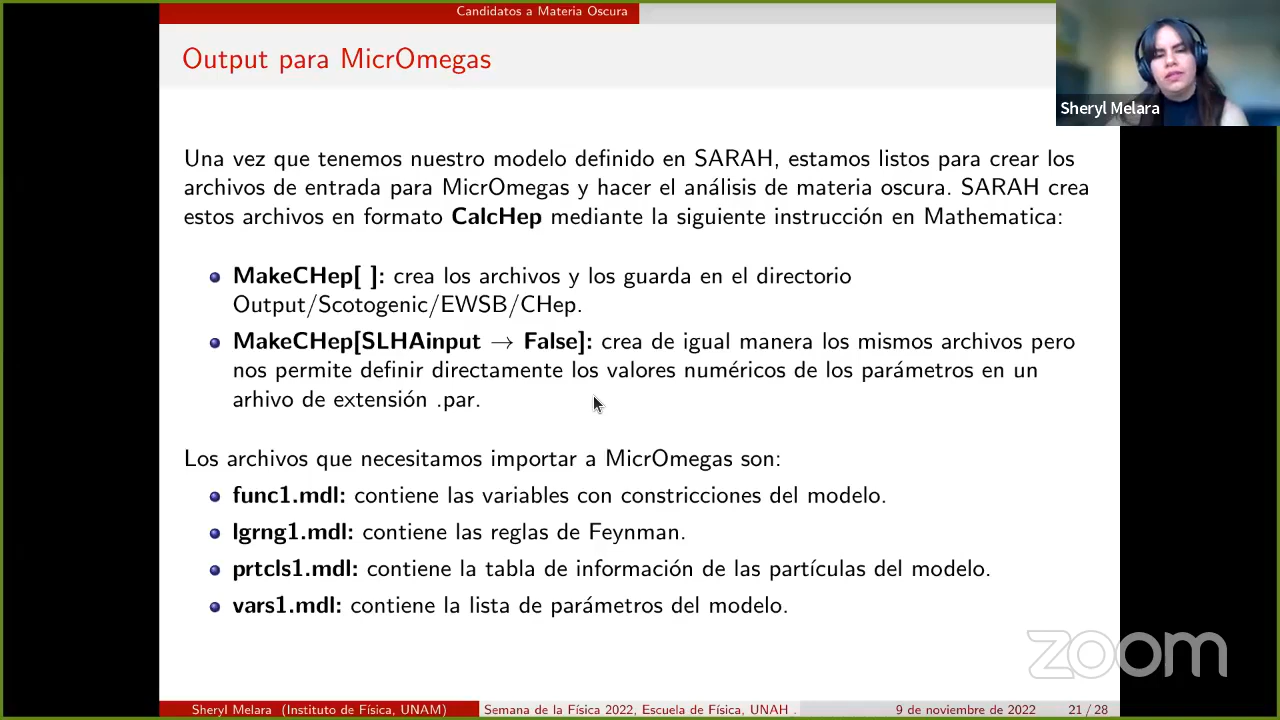 Candidatos a Materia Oscura
Output para MicrOmegas
Sheryl Melara
Una vez que tenemos nuestro modelo definido en SARAH, estamos listos para crear los
archivos de entrada para MicrOmegas y hacer el análisis de materia oscura. SARAH crea
estos archivos en formato CalcHep mediante la siguiente instrucción en Mathematica:
MakeCHep[ ]: crea los archivos y los guarda en el directorio
Output/Scotogenic/EWSB/CHep.
MakeCHep[SLHAinput → False]: crea de igual manera los mismos archivos pero
nos permite definir directamente los valores numéricos de los parámetros en un
arhivo de extensión .par.
Los archivos que necesitamos importar a MicrOmegas son:
func1.mdl: contiene las variables con constricciones del modelo.
lgrng1.mdl: contiene las reglas de Feynman.
prtcls1.mdl: contiene la tabla de información de las partículas del modelo.
vars1.mdl: contiene la lista de parámetros del modelo.
zoom
Sheryl Melara (Instituto de Física, UNAM) Semana de la Física 2022, Escuela de Física, UNAH . 9 de noviembre de 2022 21 / 28